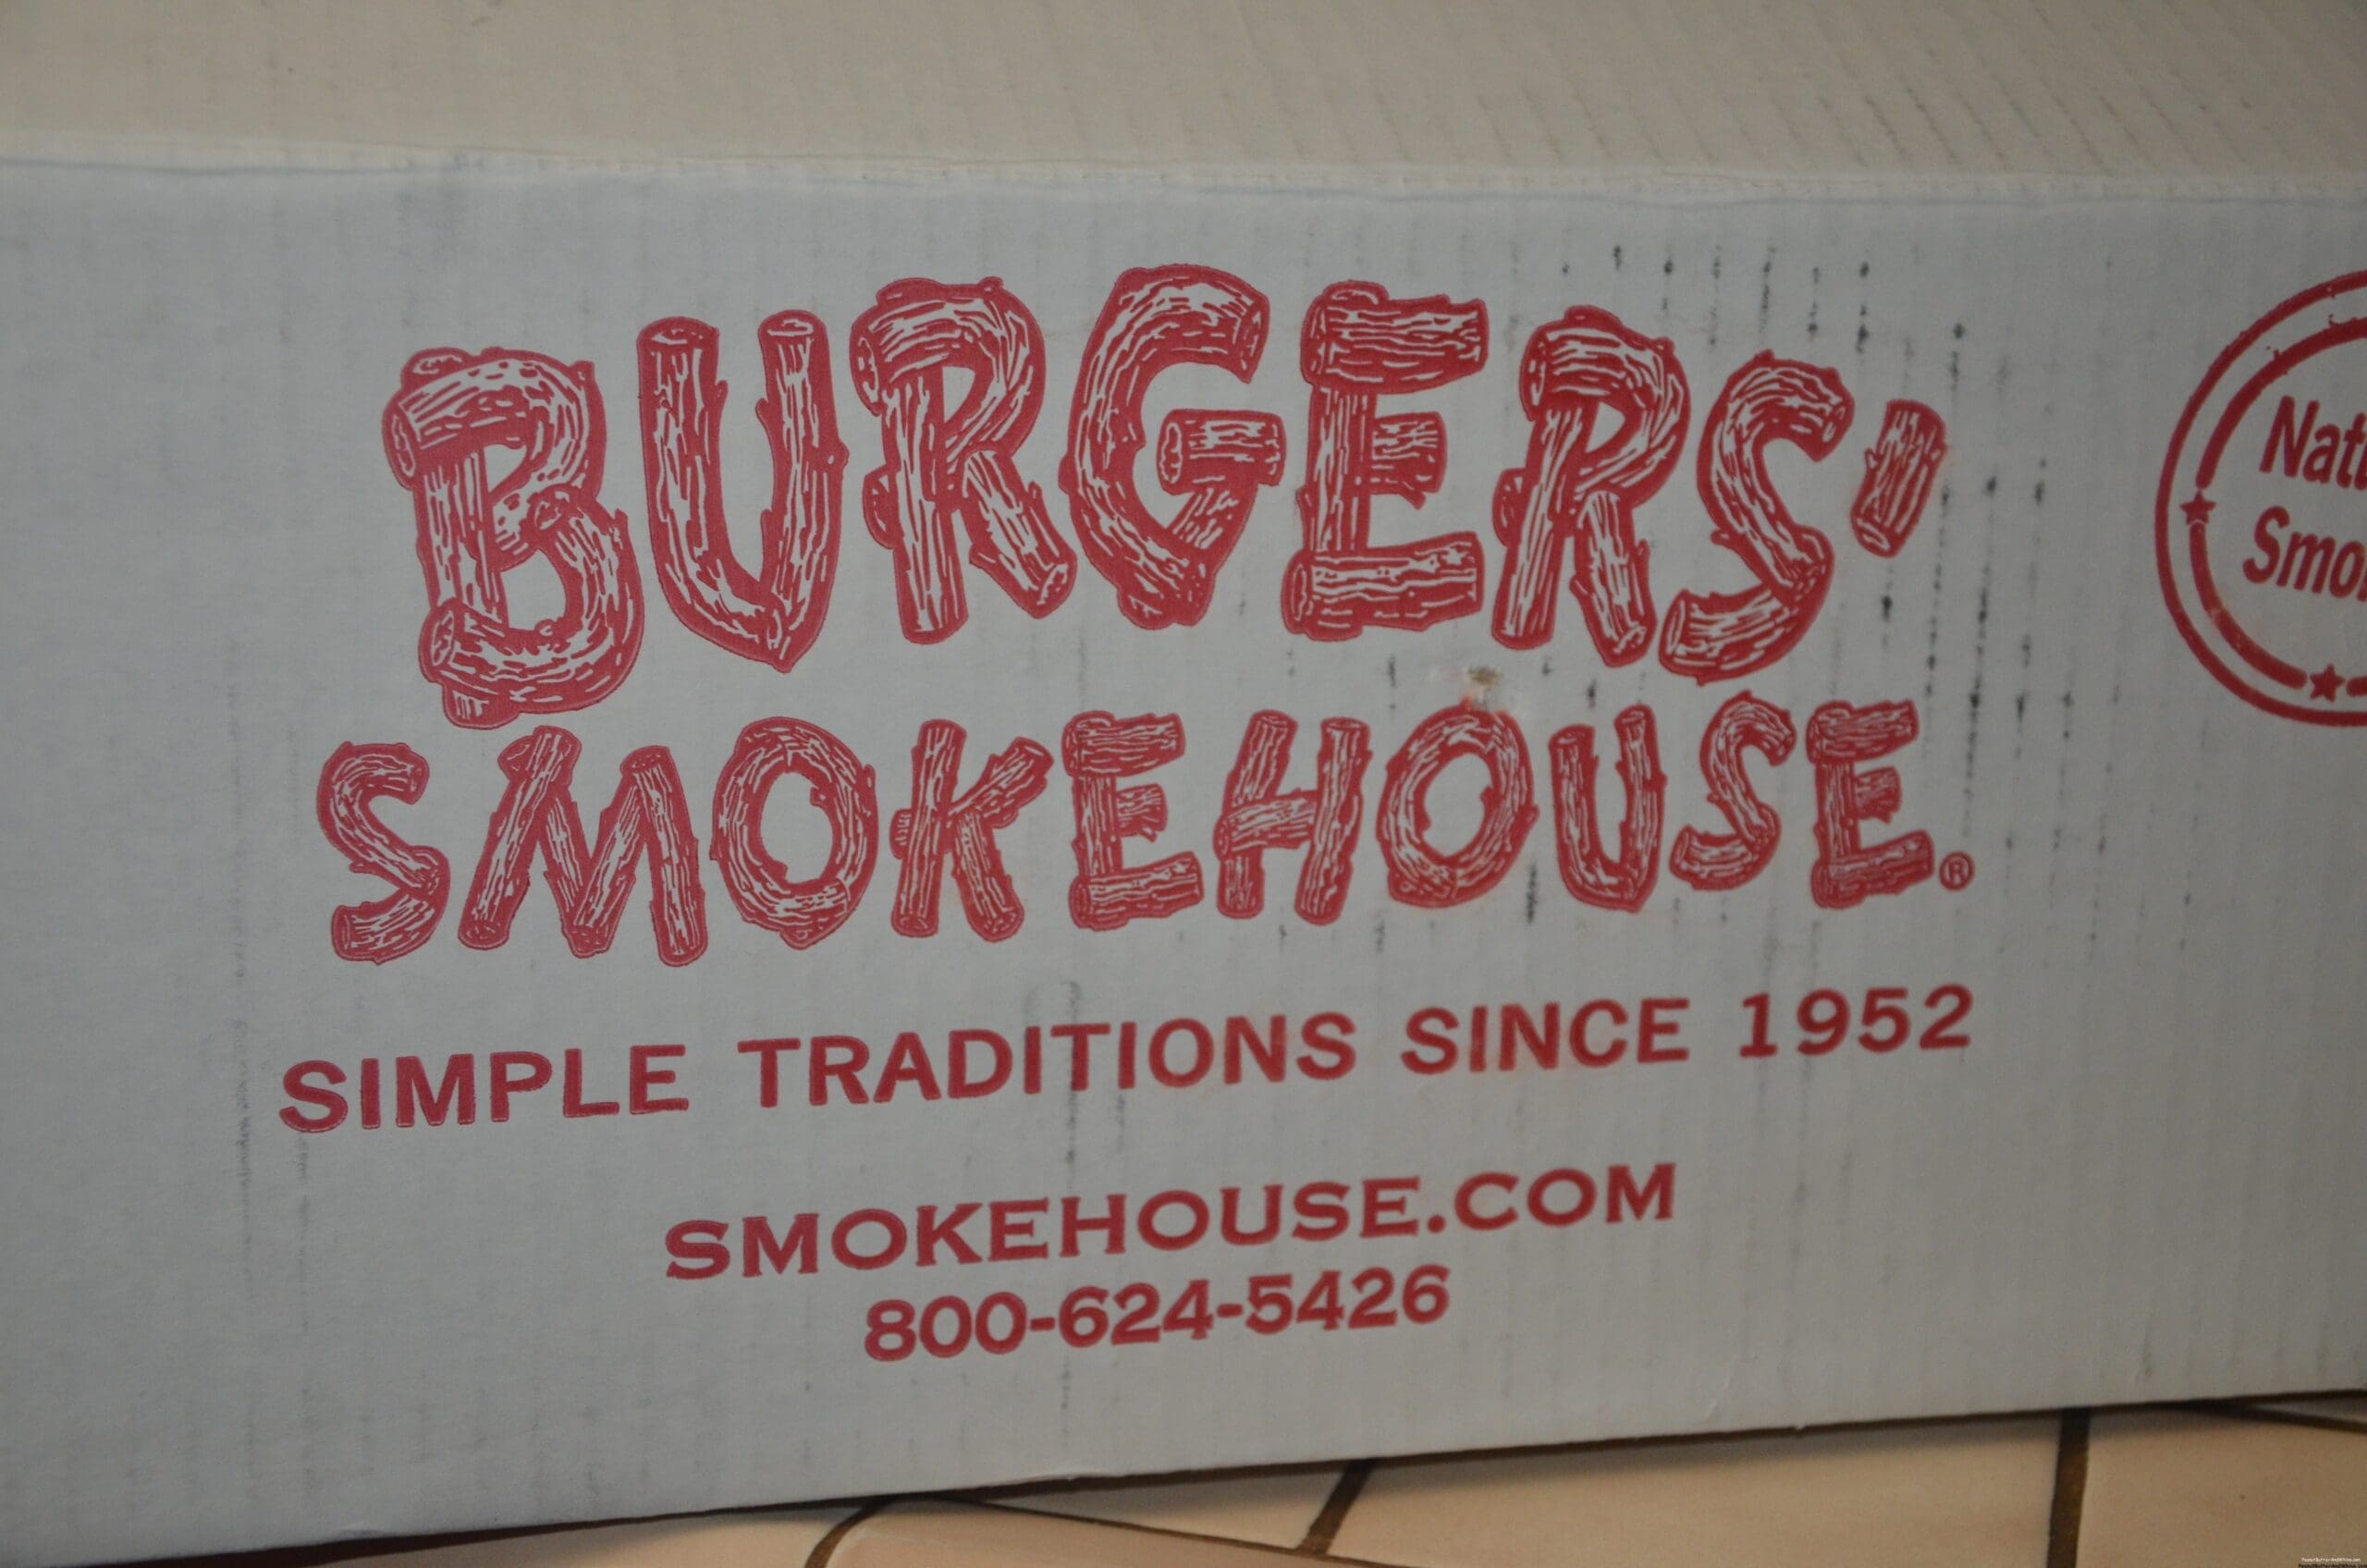 BURGERS'
SMOKEHOUSE.®
SIMPLE TRADITIONS SINCE 1952
SMOKEHOUSE.COM
800-624-5426